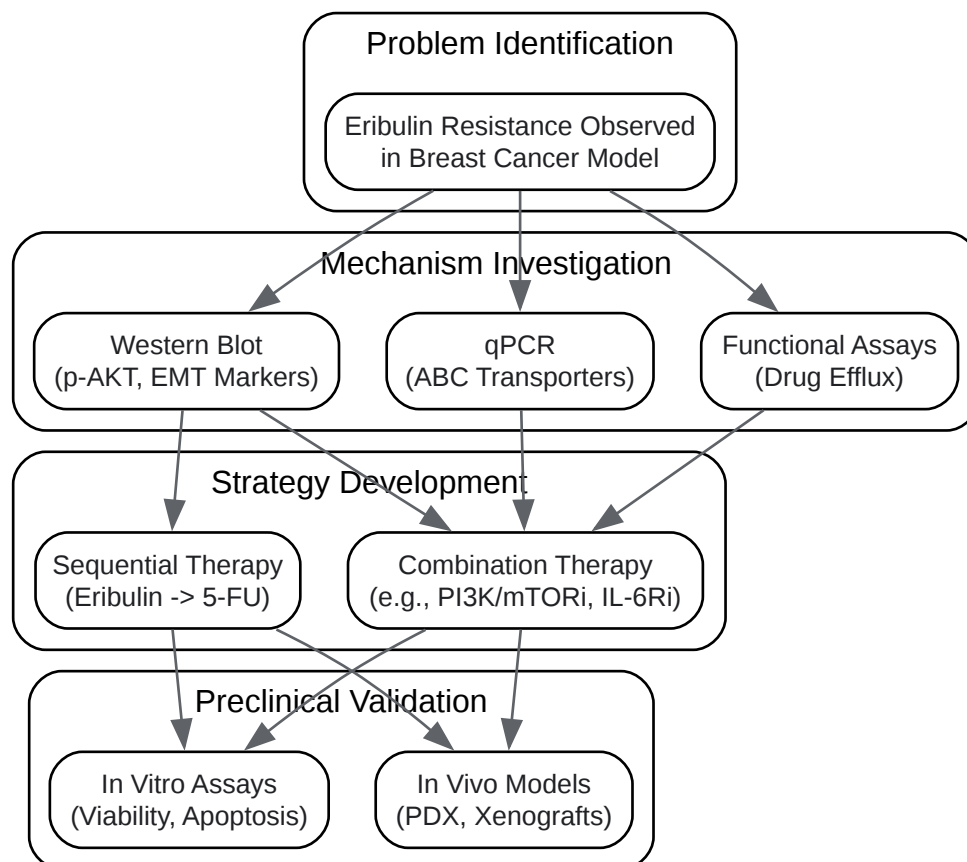 Problem Identification
Eribulin Resistance Observed
in Breast Cancer Model
Mechanism Investigation
Western Blot
(p-AKT, EMT Markers)
qPCR
(ABC Transporters)
Functional Assays
(Drug Efflux)
Strategy Development
Sequential Therapy
(Eribulin -> 5-FU)
Combination Therapy
(e.g., PI3K/mTORi, IL-6Ri)
Preclinical Validation
In Vitro Assays
(Viability, Apoptosis)
In Vivo Models
(PDX, Xenografts)